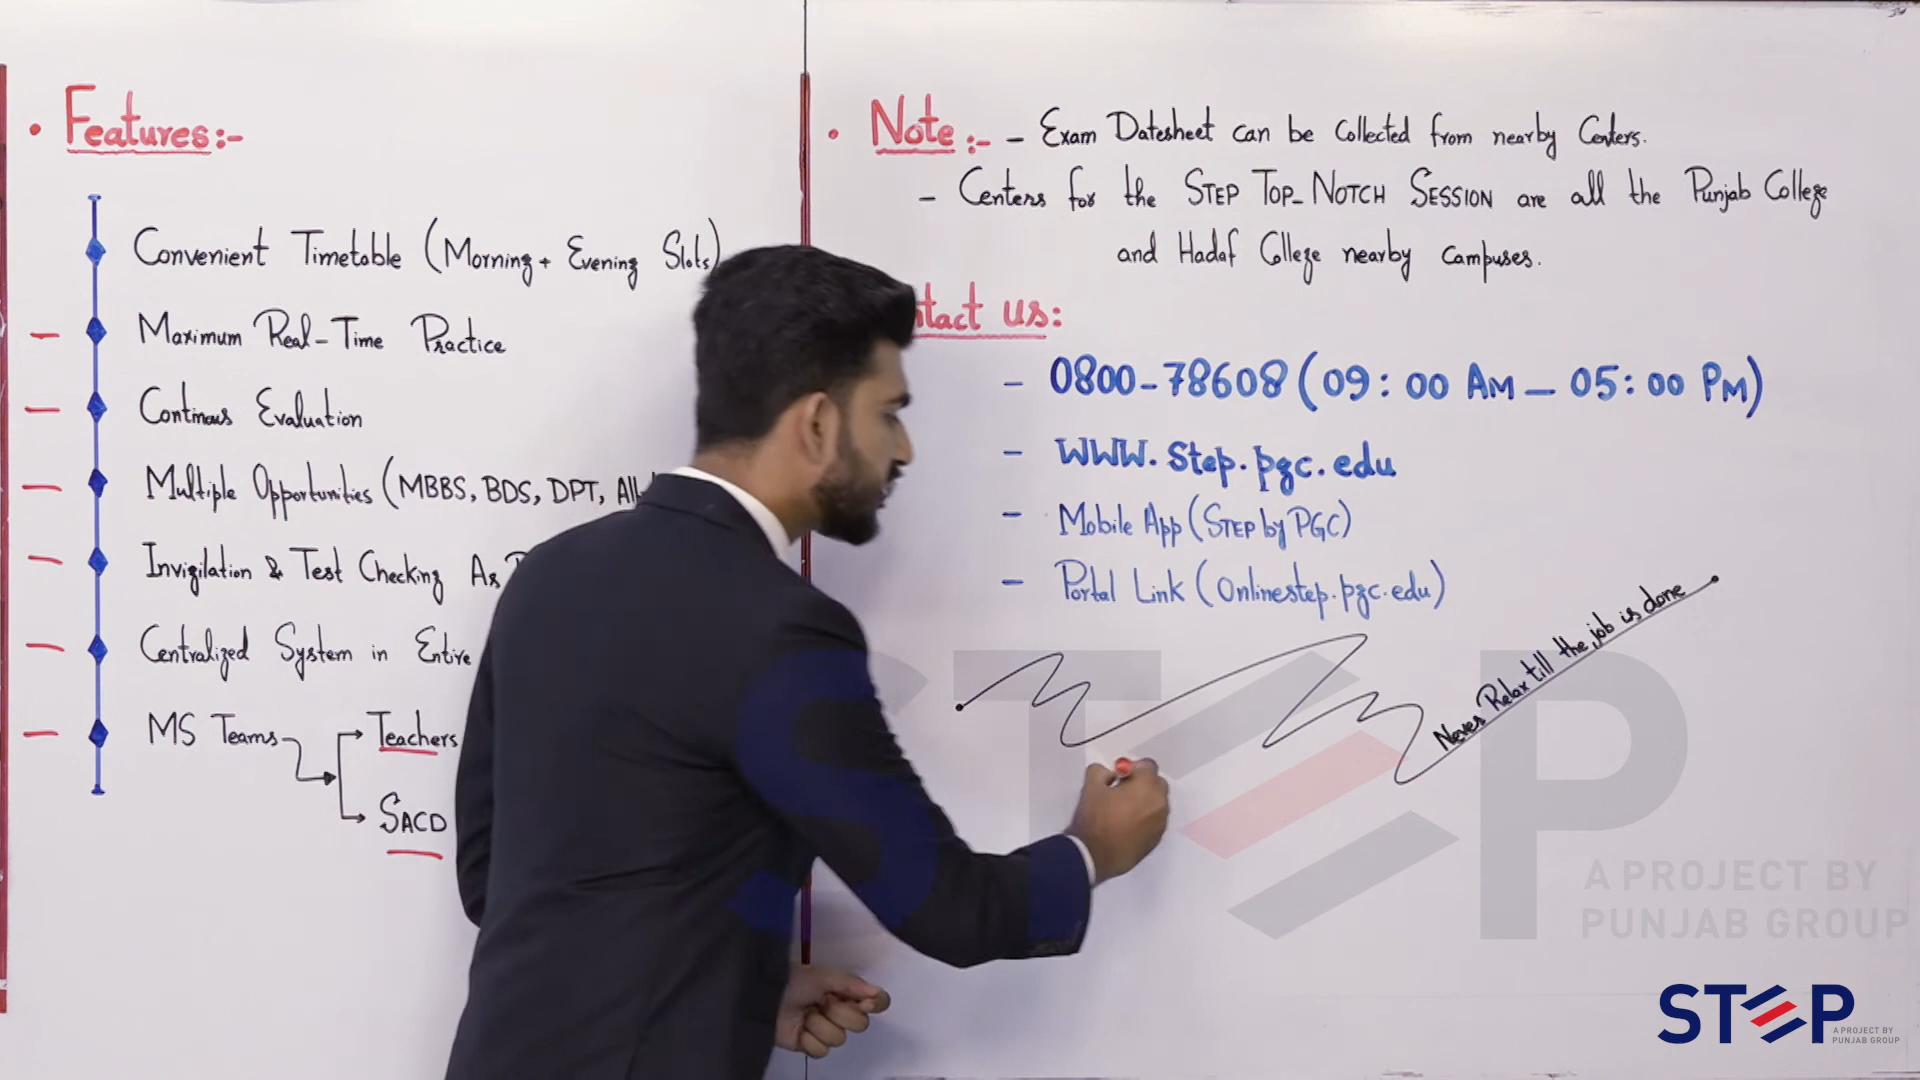 • Features:-
Convenient Timetable (Morning + Evening Slots)
Maximum Real-Time Practice
Continous Evaluation
Multiple Opportunities (MBBS, BDS, DPT, All
Invigilation & Test Checking As
Centralized System in Entire
MS Teams
Teachers
SACD
• Note:- - Exam Datesheet can be Collected from nearby Centers.
- Centers for the STEP TOP-NOTCH SESSION are all the Punjab College
and Hadaf College nearby Campuses.
tact us:
- 0800-78608 (09:00 AM - 05:00 PM)
- WWW.Step.pgc.edu
- Mobile App (STEP by PGC)
- Portal Link (Onlinestep.pgc.edu)
Never Relax till the job is done
STEP
A PROJECT BY
PUNJAB GROUP
STEP
A PROJECT BY
PUNJAB GROUP